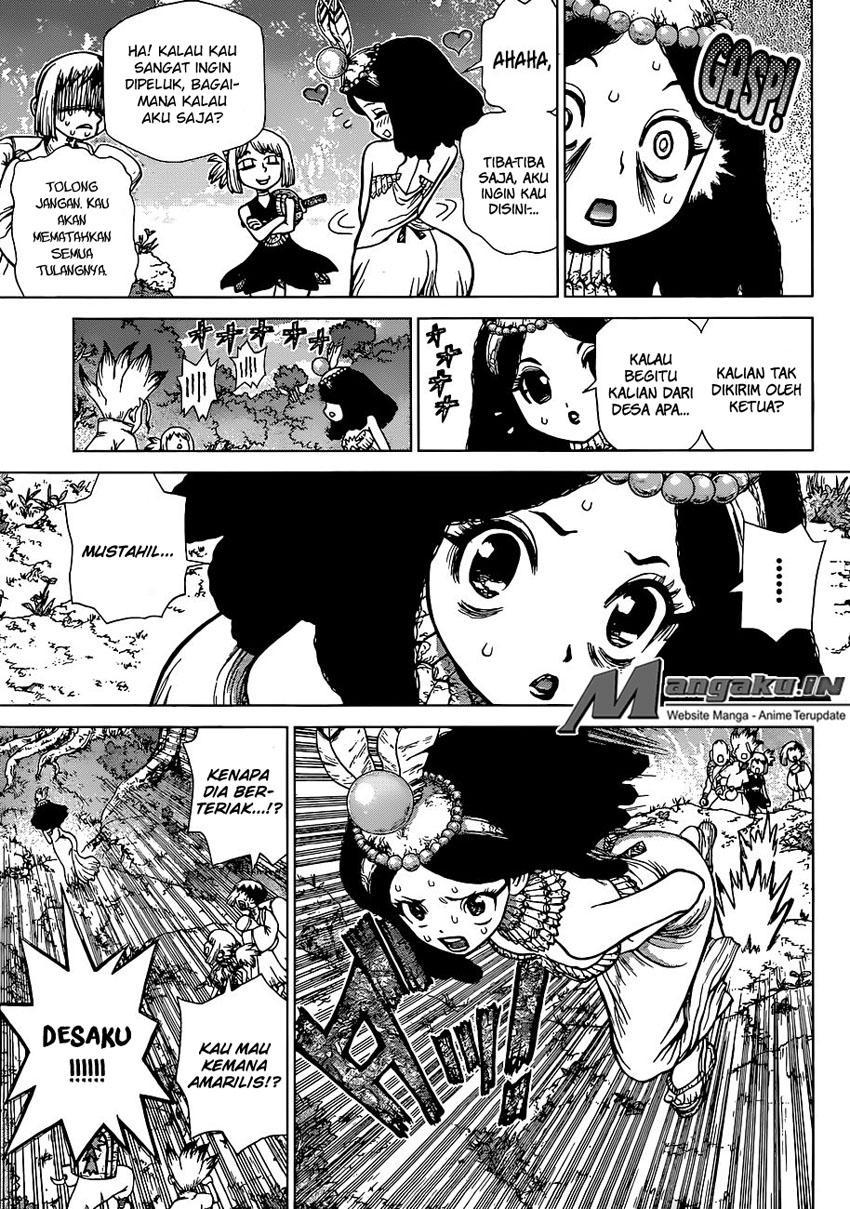 GASP!
AHAHA,
TIBA-TIBA
SAJA, AKU
INGIN KAU
DISINI-...
HA! KALAU KAU
SANGAT INGIN
DIPELUK, BAGAI-
MANA KALAU
AKU SAJA?
TOLONG
JANGAN. KAU
AKAN
MEMATAHKAN
SEMUA
TULANGNYA.
KALIAN TAK
DIKIRIM OLEH
KETUA?
KALAU
BEGITU
KALIAN DARI
DESA APA...
......
MUSTAHIL...
Mangaku.in
Website Manga - Anime Terupdate
KENAPA
DIA BER-
TERIAK...!?
KAU MAU
KEMANA
AMARILIS!?
DESAKU
!!!!!!